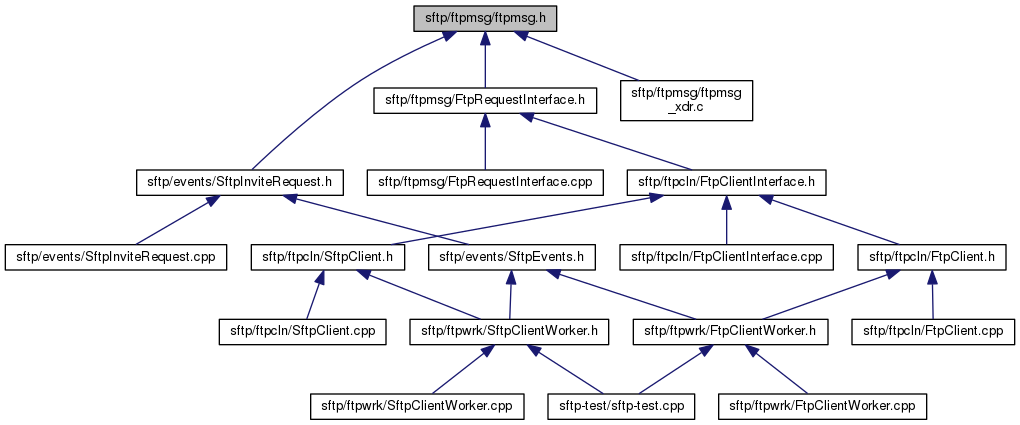 sftp/ftpmsg/ftpmsg.h
sftp/ftpmsg/FtpRequestInterface.h
sftp/ftpmsg/ftpmsg
_xdr.c
sftp/events/SftpInviteRequest.h
sftp/ftpmsg/FtpRequestInterface.cpp
sftp/ftpcln/FtpClientInterface.h
sftp/events/SftpInviteRequest.cpp
sftp/ftpcln/SftpClient.h
sftp/events/SftpEvents.h
sftp/ftpcln/FtpClientInterface.cpp
sftp/ftpcln/FtpClient.h
sftp/ftpcln/SftpClient.cpp
sftp/ftpwrk/SftpClientWorker.h
sftp/ftpwrk/FtpClientWorker.h
sftp/ftpcln/FtpClient.cpp
sftp/ftpwrk/SftpClientWorker.cpp
sftp-test/sftp-test.cpp
sftp/ftpwrk/FtpClientWorker.cpp